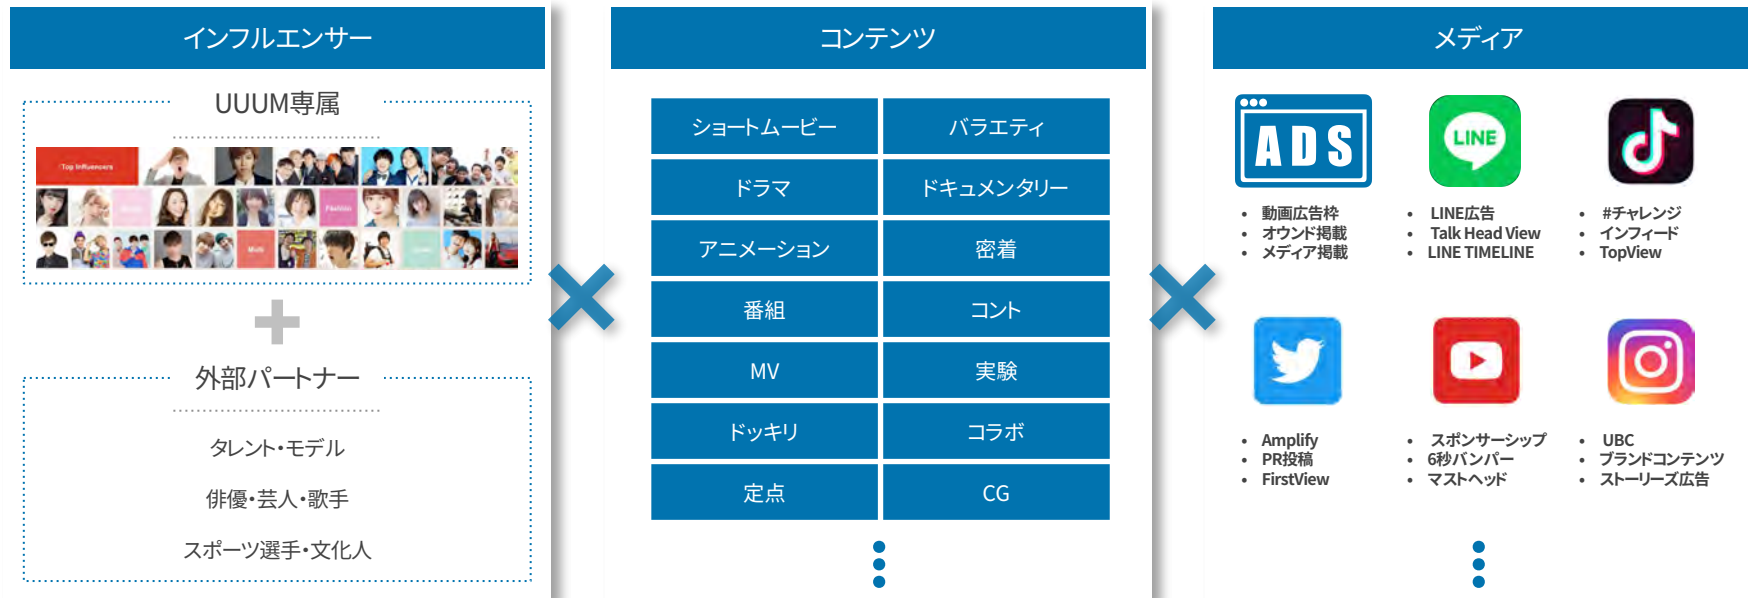 インフルエンサー
UUUM専属
Top Influencers
Fashion
外部パートナー
タレント・モデル
俳優・芸人・歌手
スポーツ選手・文化人
コンテンツ
ショートムービー バラエティ
ドラマ ドキュメンタリー
アニメーション 密着
番組 コント
MV 実験
ドッキリ コラボ
定点 CG
メディア
ADS
• 動画広告枠
• オウンド掲載
• メディア掲載
LINE
• LINE広告
• Talk Head View
• LINE TIMELINE
• #チャレンジ
• インフィード
• TopView
• Amplify
• PR投稿
• FirstView
• スポンサーシップ
• 6秒バンパー
• マストヘッド
• UBC
• ブランドコンテンツ
• ストーリーズ広告